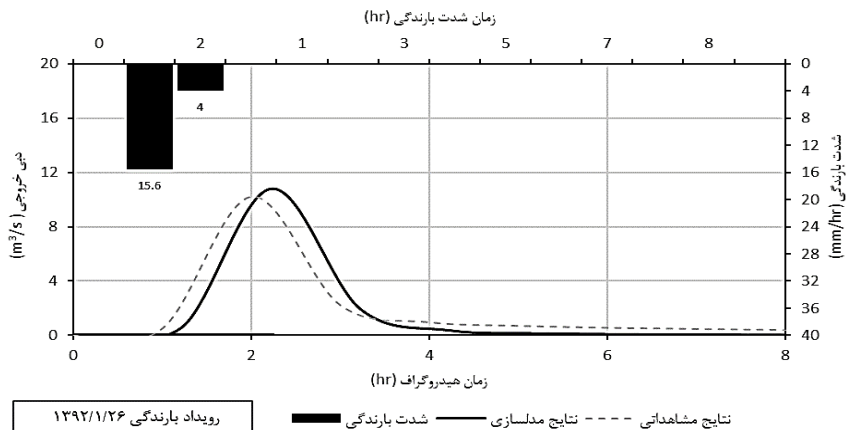 زمان شدت بارندگی (hr)
0 2 1 3 5 7 8
20 0
16 4
8
12 12
16
8 20
24
28
4 32
36
0 40
4
15.6
دبی خروجی (m³/s)
شدت بارندگی (mm/hr)
0 2 4 6 8
زمان هیدروگراف (hr)
رویداد بارندگی ۱۳۹۲/۱/۲۶
شدت بارندگی
نتایج مدلسازی
نتایج مشاهداتی